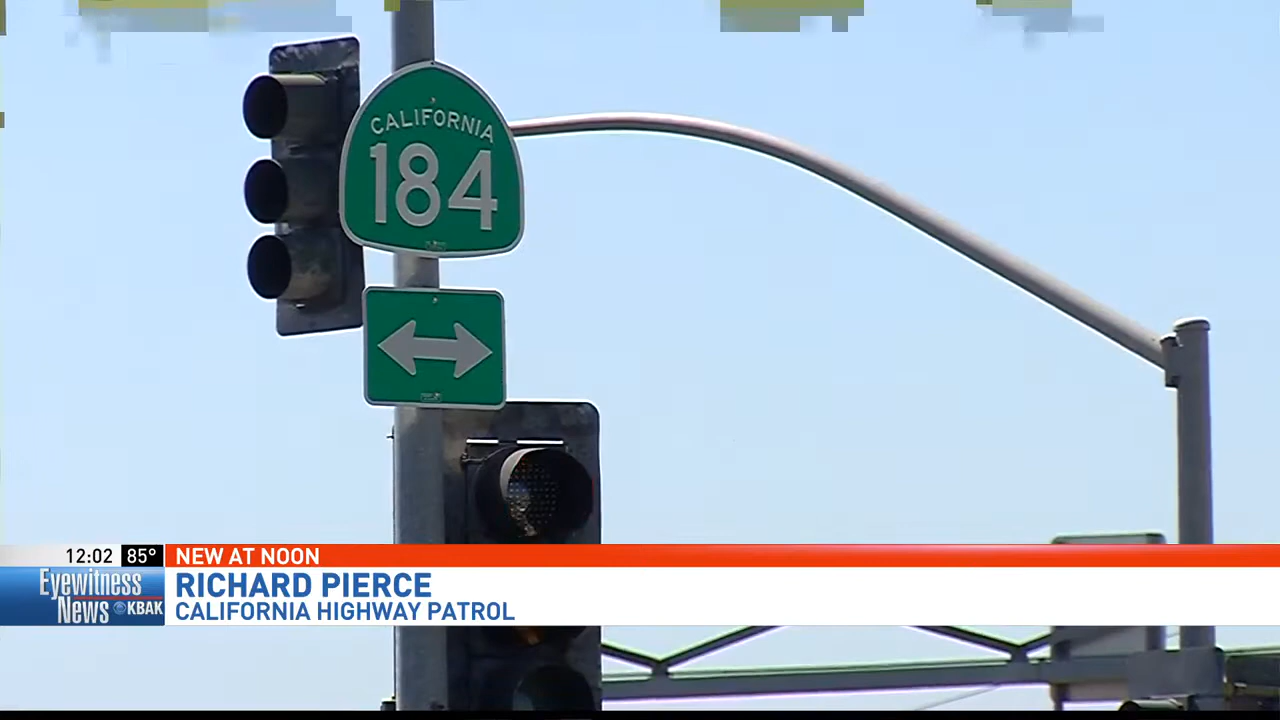 CALIFORNIA
184
12:02 85° NEW AT NOON
Eyewitness
News KBAK
RICHARD PIERCE
CALIFORNIA HIGHWAY PATROL